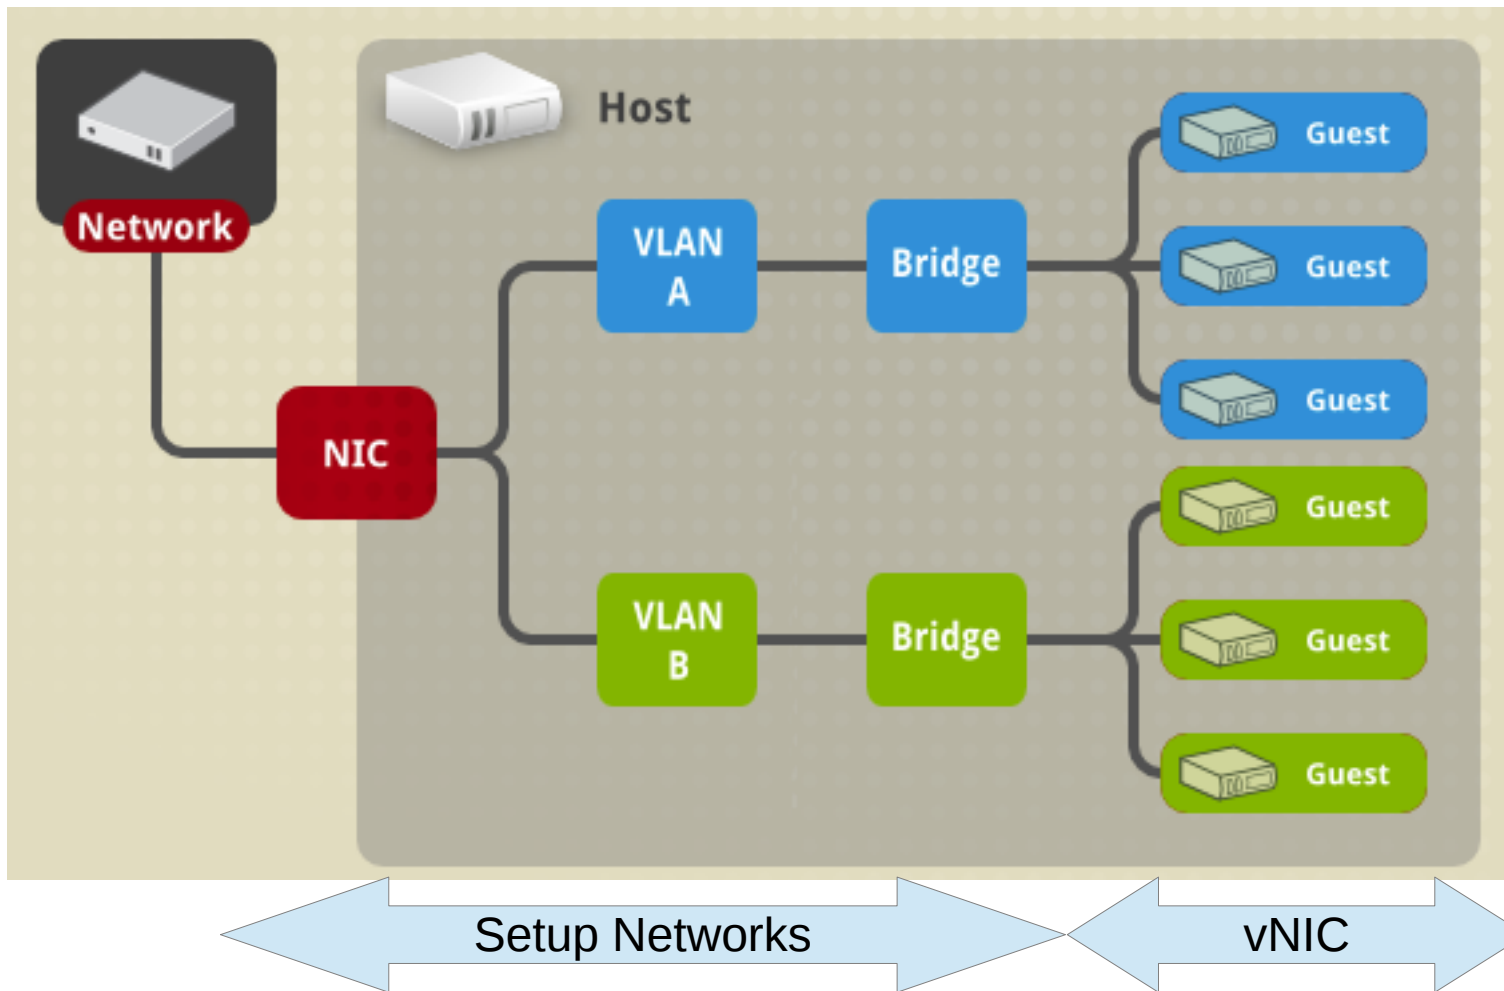 Host
Network
NIC
VLAN
A
Bridge
Guest
Guest
Guest
VLAN
B
Bridge
Guest
Guest
Guest
Setup Networks
vNIC